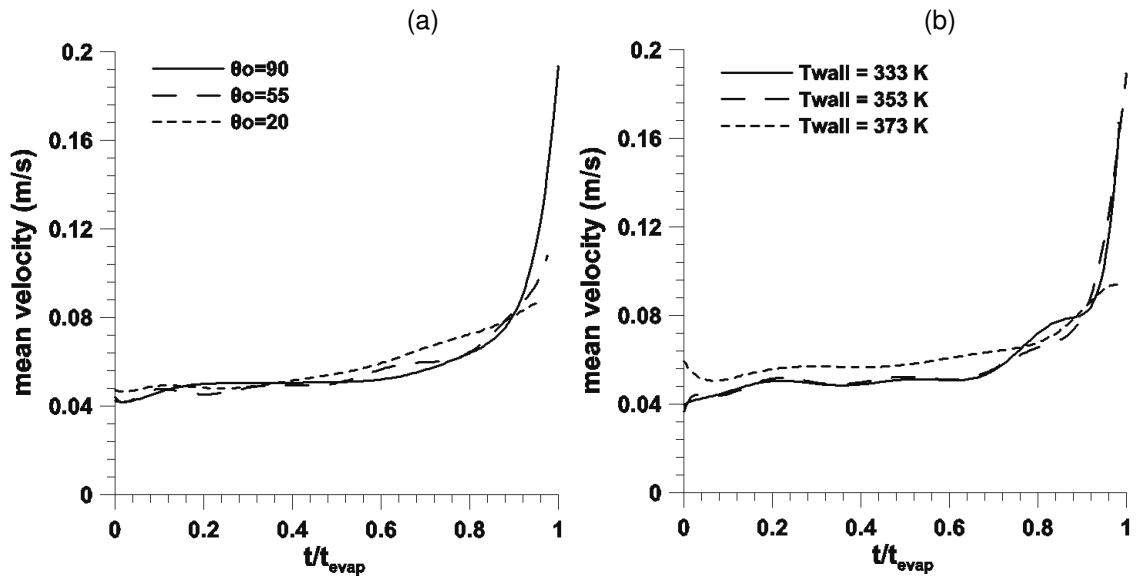 (a)
θo=90
θo=55
θo=20
mean velocity (m/s)
0.2
0.16
0.12
0.08
0.04
0
0
0.2
0.4
0.6
0.8
1
t/tevap
(b)
Twall = 333 K
Twall = 353 K
Twall = 373 K
mean velocity (m/s)
0.2
0.16
0.12
0.08
0.04
0
0
0.2
0.4
0.6
0.8
1
t/tevap